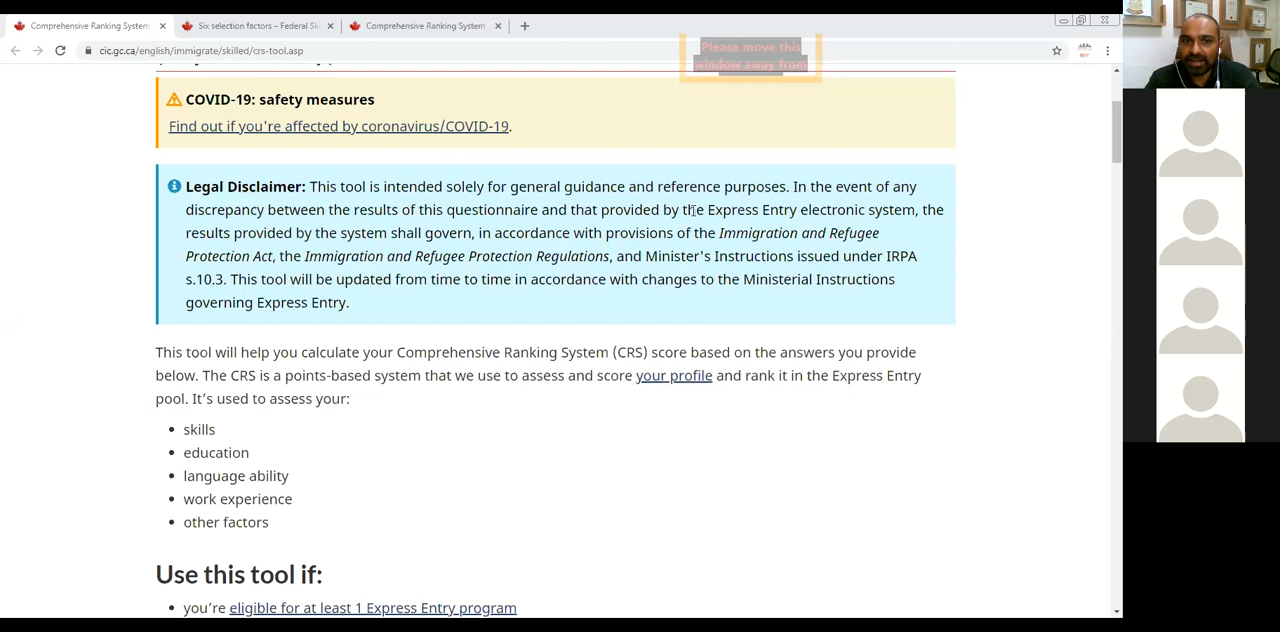 Comprehensive Ranking System
Six selection factors – Federal Sk
Comprehensive Ranking System
cic.gc.ca/english/immigrate/skilled/crs-tool.asp
Please move this
window away from
COVID-19: safety measures
Find out if you're affected by coronavirus/COVID-19.
Legal Disclaimer: This tool is intended solely for general guidance and reference purposes. In the event of any
discrepancy between the results of this questionnaire and that provided by the Express Entry electronic system, the
results provided by the system shall govern, in accordance with provisions of the Immigration and Refugee
Protection Act, the Immigration and Refugee Protection Regulations, and Minister's Instructions issued under IRPA
s.10.3. This tool will be updated from time to time in accordance with changes to the Ministerial Instructions
governing Express Entry.
This tool will help you calculate your Comprehensive Ranking System (CRS) score based on the answers you provide
below. The CRS is a points-based system that we use to assess and score your profile and rank it in the Express Entry
pool. It's used to assess your:
• skills
• education
• language ability
• work experience
• other factors
Use this tool if:
• you're eligible for at least 1 Express Entry program